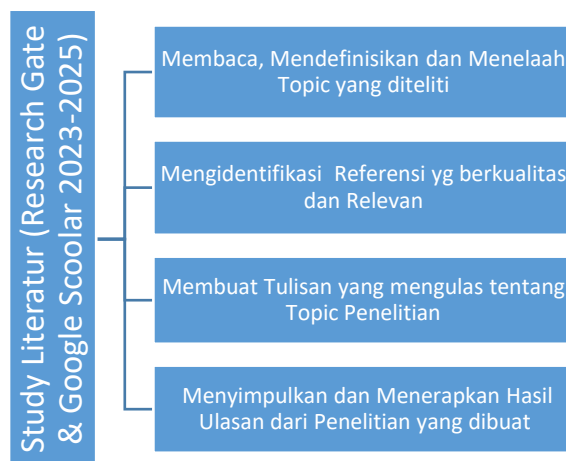 Study Literatur (Research Gate
& Google Scoolar 2023-2025)
Membaca, Mendefinisikan dan Menelaah
Topic yang diteliti
Mengidentifikasi Referensi yg berkualitas
dan Relevan
Membuat Tulisan yang mengulas tentang
Topic Penelitian
Menyimpulkan dan Menerapkan Hasil
Ulasan dari Penelitian yang dibuat